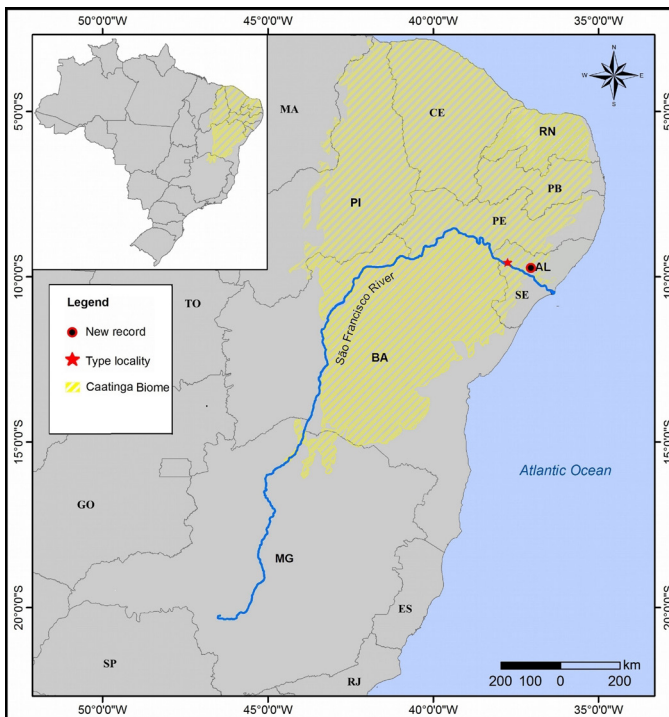 50°0'0"W 45°0'0"W 40°0'0"W 35°0'0"W
N
W E
S
5°0'0"S 5°0'0"S
MA
CE
RN
PB
PI
PE
10°0'0"S 10°0'0"S
AL
SE
TO
São Francisco River
BA
Legend
New record
Type locality
Caatinga Biome
15°0'0"S 15°0'0"S
Atlantic Ocean
GO
MG
20°0'0"S 20°0'0"S
ES
SP
RJ
km
200 100 0 200
50°0'0"W 45°0'0"W 40°0'0"W 35°0'0"W